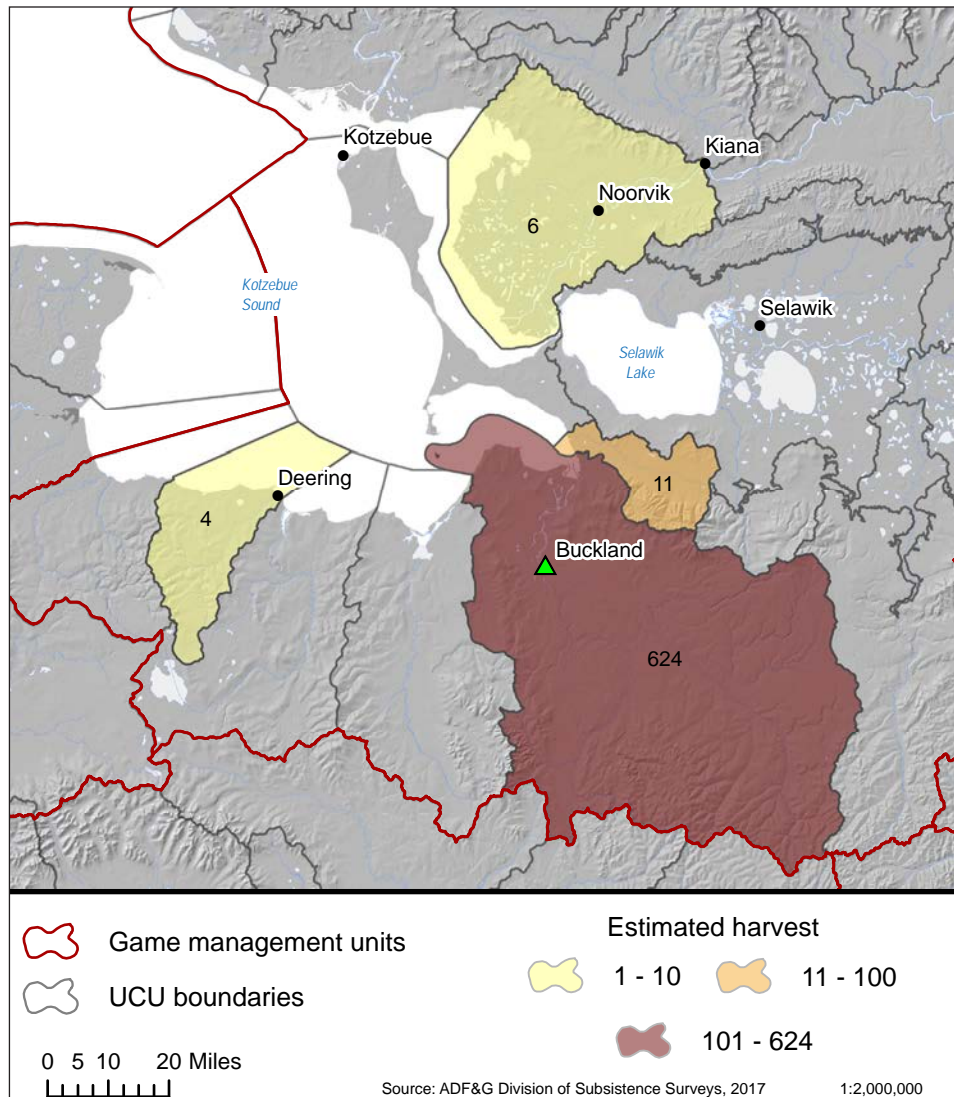 Kotzebue
Kiana
Noorvik
6
Kotzebue
Sound
Selawik
Selawik
Lake
Deering
11
4
Buckland
624
Game management units
UCU boundaries
Estimated harvest
1 - 10
11 - 100
101 - 624
0 5 10 20 Miles
Source: ADF&G Division of Subsistence Surveys, 2017
1:2,000,000